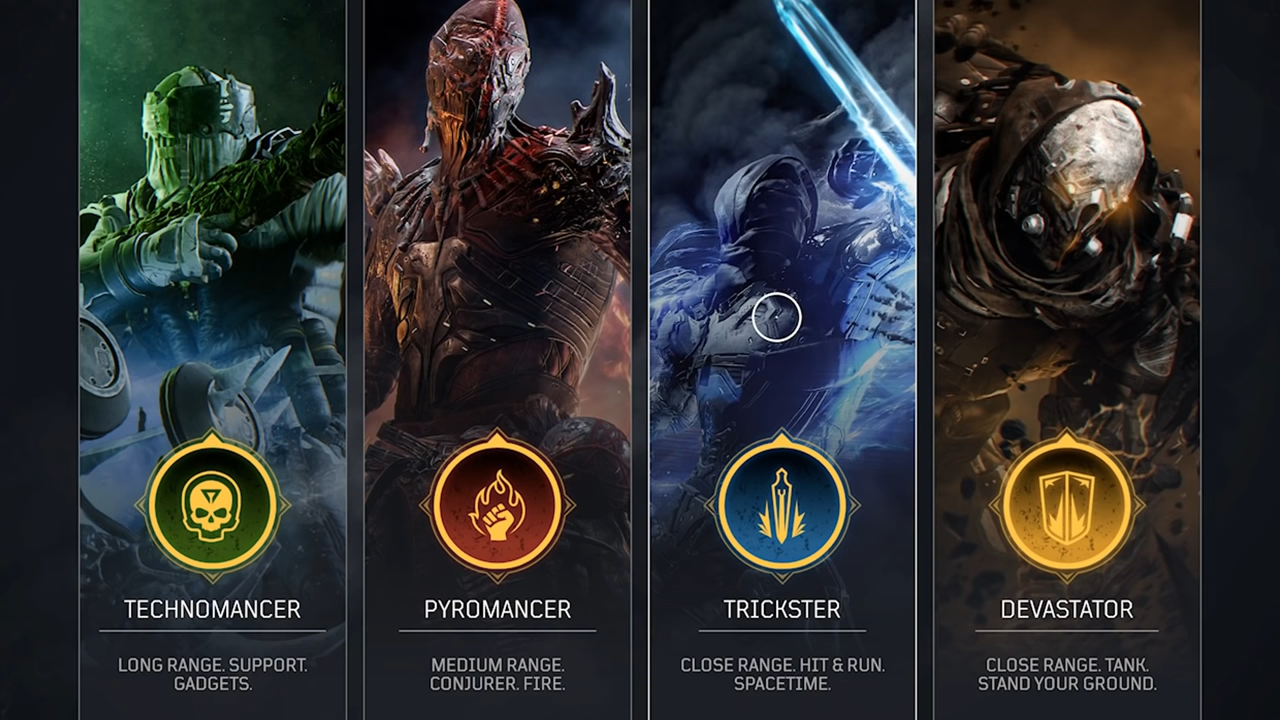 TECHNOMANCER
LONG RANGE. SUPPORT.
GADGETS.
PYROMANCER
MEDIUM RANGE.
CONJURER. FIRE.
TRICKSTER
CLOSE RANGE. HIT & RUN.
SPACETIME.
DEVASTATOR
CLOSE RANGE. TANK.
STAND YOUR GROUND.